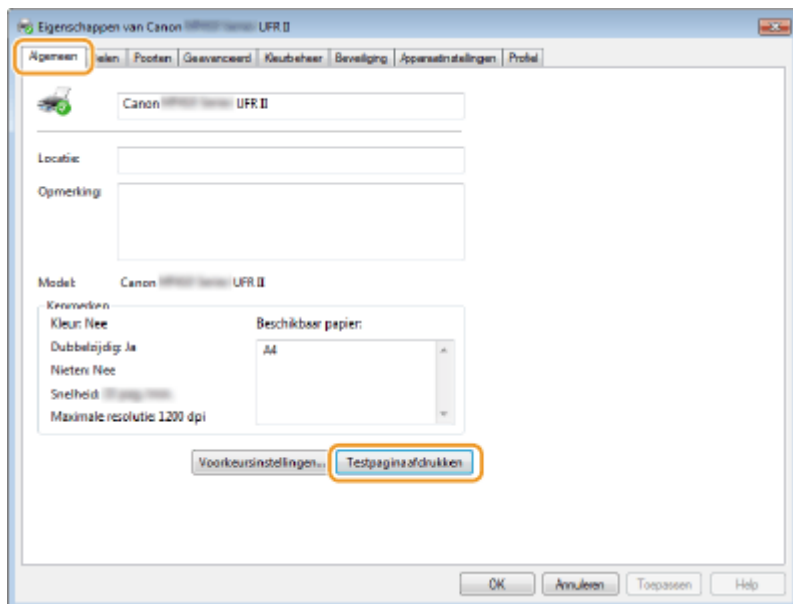 Eigenschappen van Canon UFR II
Algemeen Delen Poorten Geavanceerd Kleurbeheer Beveiliging Apparaatinstellingen Profiel
Canon UFR II
Locatie:
Opmerking:
Model: Canon UFR II
Kenmerken
Kleur: Nee
Beschikbaar papier:
Dubbelzijdig: Ja
A4
Nieten: Nee
Snelheid:
Maximale resolutie: 1200 dpi
Voorkeursinstellingen... Testpagina afdrukken
OK Annuleren Toepassen Help